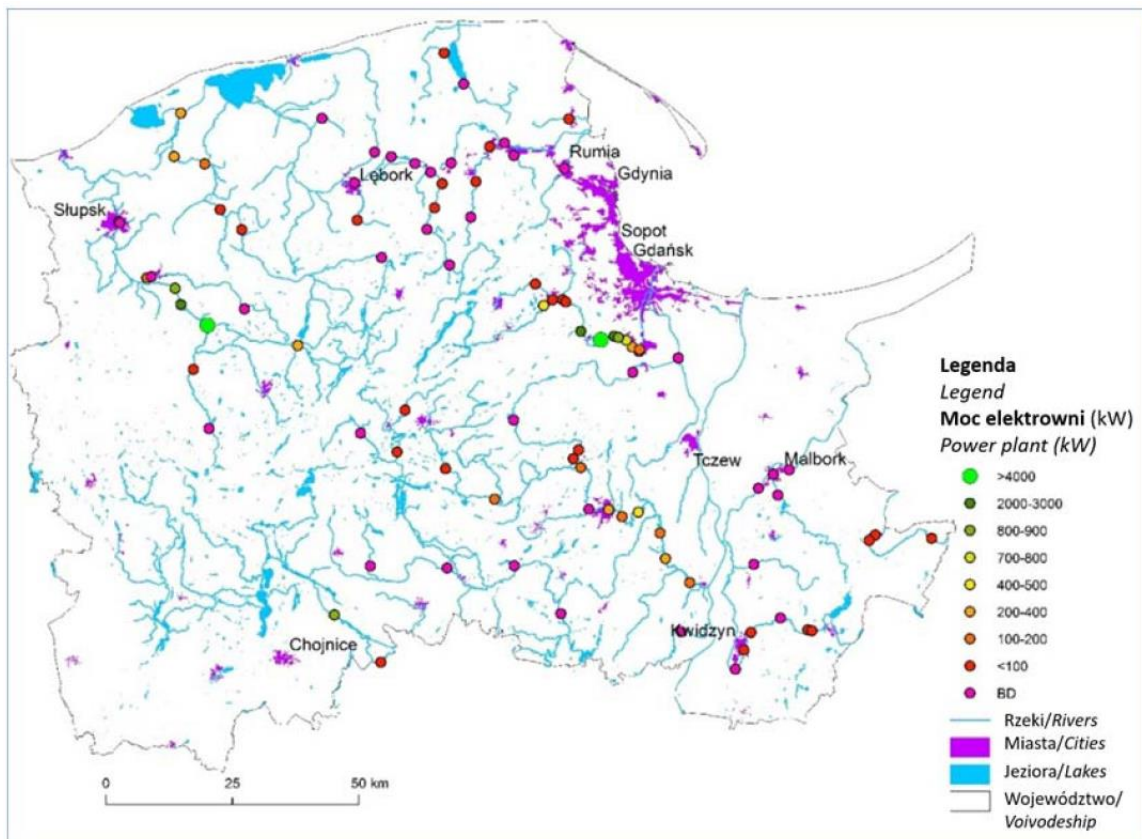 Rumia
Gdynia
Lębork
Słupsk
Sopot
Gdańsk
Tczew
Malbork
Kwidzyn
Chojnice
0 25 50 km
Legenda
Legend
Moc elektrowni (kW)
Power plant (kW)
>4000
2000-3000
800-900
700-800
400-500
200-400
100-200
<100
BD
Rzeki/Rivers
Miasta/Cities
Jeziora/Lakes
Województwo/
Voivodeship